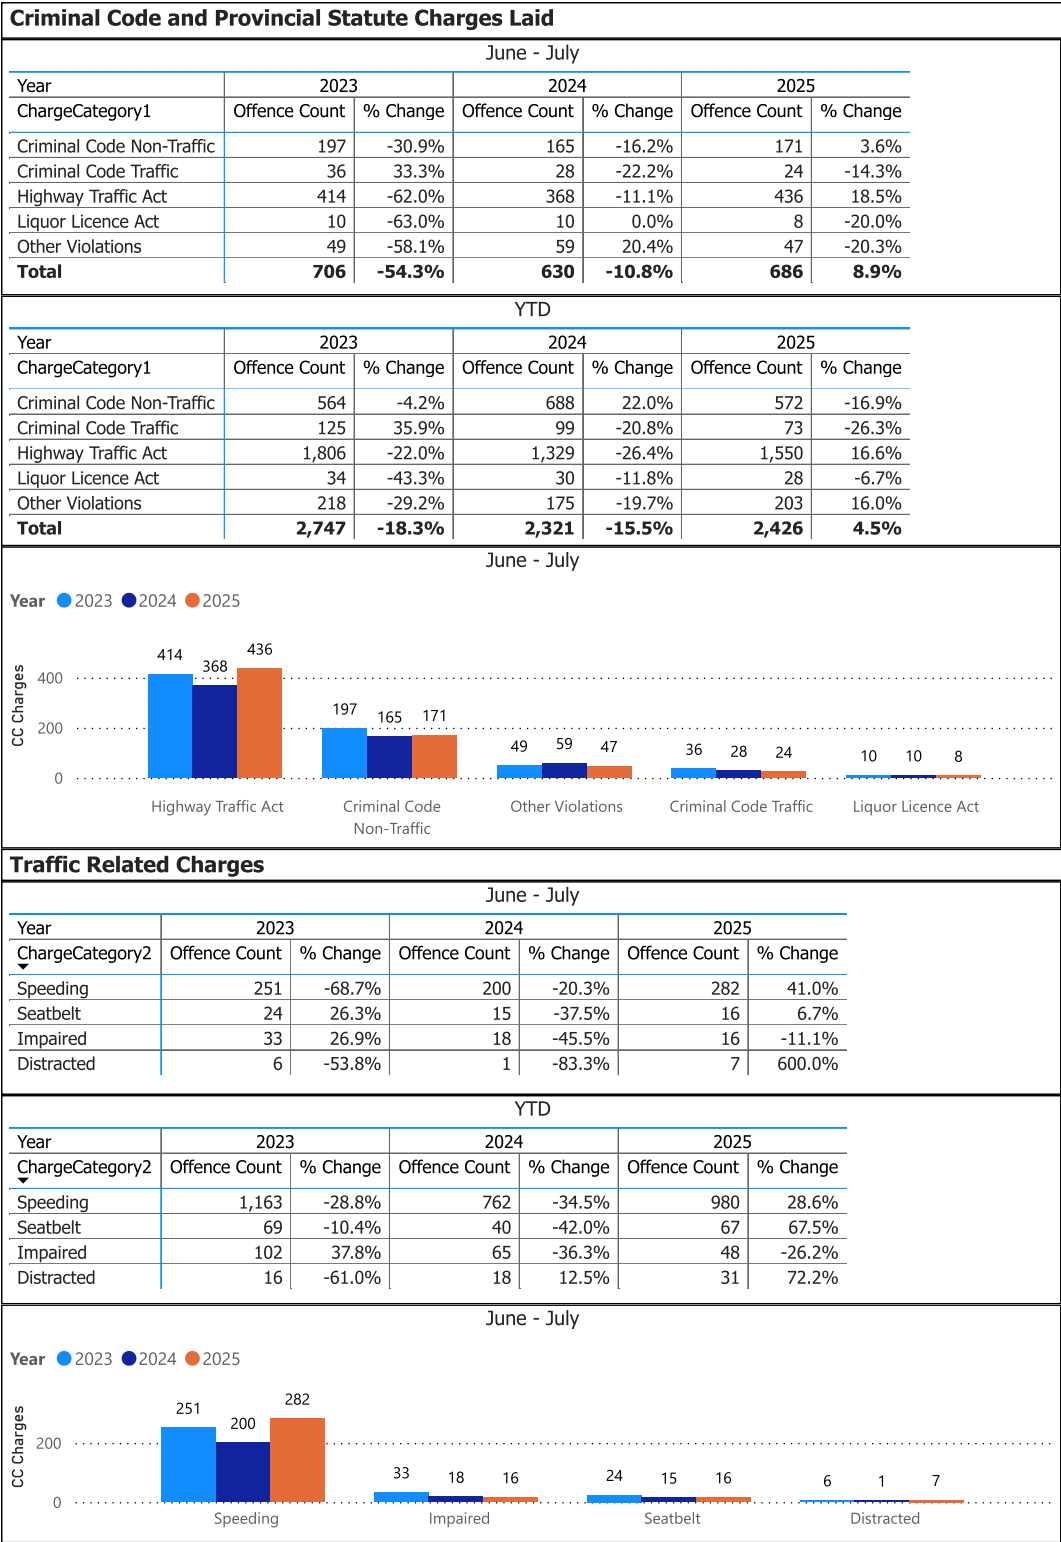 Criminal Code and Provincial Statute Charges Laid
June - July
Year 2023 2024 2025
ChargeCategory1 Offence Count % Change Offence Count % Change Offence Count % Change
Criminal Code Non-Traffic 197 -30.9% 165 -16.2% 171 3.6%
Criminal Code Traffic 36 33.3% 28 -22.2% 24 -14.3%
Highway Traffic Act 414 -62.0% 368 -11.1% 436 18.5%
Liquor Licence Act 10 -63.0% 10 0.0% 8 -20.0%
Other Violations 49 -58.1% 59 20.4% 47 -20.3%
Total 706 -54.3% 630 -10.8% 686 8.9%
YTD
Year 2023 2024 2025
ChargeCategory1 Offence Count % Change Offence Count % Change Offence Count % Change
Criminal Code Non-Traffic 564 -4.2% 688 22.0% 572 -16.9%
Criminal Code Traffic 125 35.9% 99 -20.8% 73 -26.3%
Highway Traffic Act 1,806 -22.0% 1,329 -26.4% 1,550 16.6%
Liquor Licence Act 34 -43.3% 30 -11.8% 28 -6.7%
Other Violations 218 -29.2% 175 -19.7% 203 16.0%
Total 2,747 -18.3% 2,321 -15.5% 2,426 4.5%
June - July
Year 2023 2024 2025
CC Charges
400
200
0
414 368 436
197 165 171
49 59 47
36 28 24
10 10 8
Highway Traffic Act
Criminal Code
Non-Traffic
Other Violations
Criminal Code Traffic
Liquor Licence Act
Traffic Related Charges
June - July
Year 2023 2024 2025
ChargeCategory2 Offence Count % Change Offence Count % Change Offence Count % Change
Speeding 251 -68.7% 200 -20.3% 282 41.0%
Seatbelt 24 26.3% 15 -37.5% 16 6.7%
Impaired 33 26.9% 18 -45.5% 16 -11.1%
Distracted 6 -53.8% 1 -83.3% 7 600.0%
YTD
Year 2023 2024 2025
ChargeCategory2 Offence Count % Change Offence Count % Change Offence Count % Change
Speeding 1,163 -28.8% 762 -34.5% 980 28.6%
Seatbelt 69 -10.4% 40 -42.0% 67 67.5%
Impaired 102 37.8% 65 -36.3% 48 -26.2%
Distracted 16 -61.0% 18 12.5% 31 72.2%
June - July
Year 2023 2024 2025
CC Charges
200
0
251 200 282
33 18 16
24 15 16
6 1 7
Speeding
Impaired
Seatbelt
Distracted